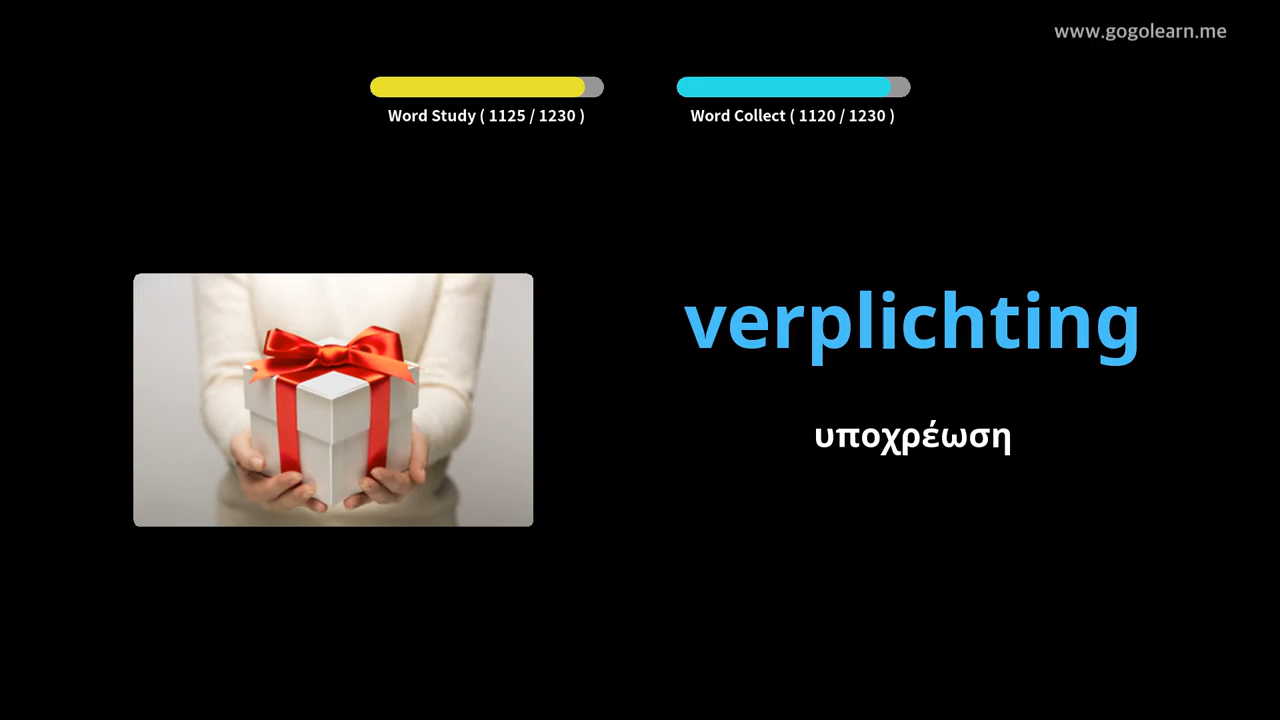 www.gogolearn.me
Word Study ( 1125 / 1230 )
Word Collect ( 1120 / 1230 )
verplichting
υποχρέωση